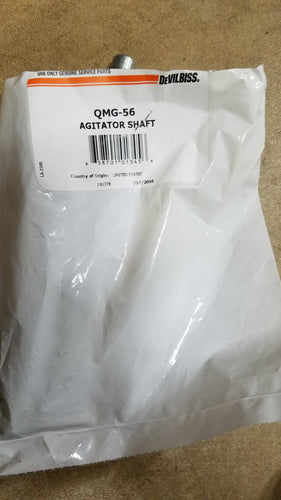 USE ONLY GENUINE SERVICE PARTS
DEVILBISS.
QMG-56
AGITATOR SHAFT
Country of Origin: UNITED STATES